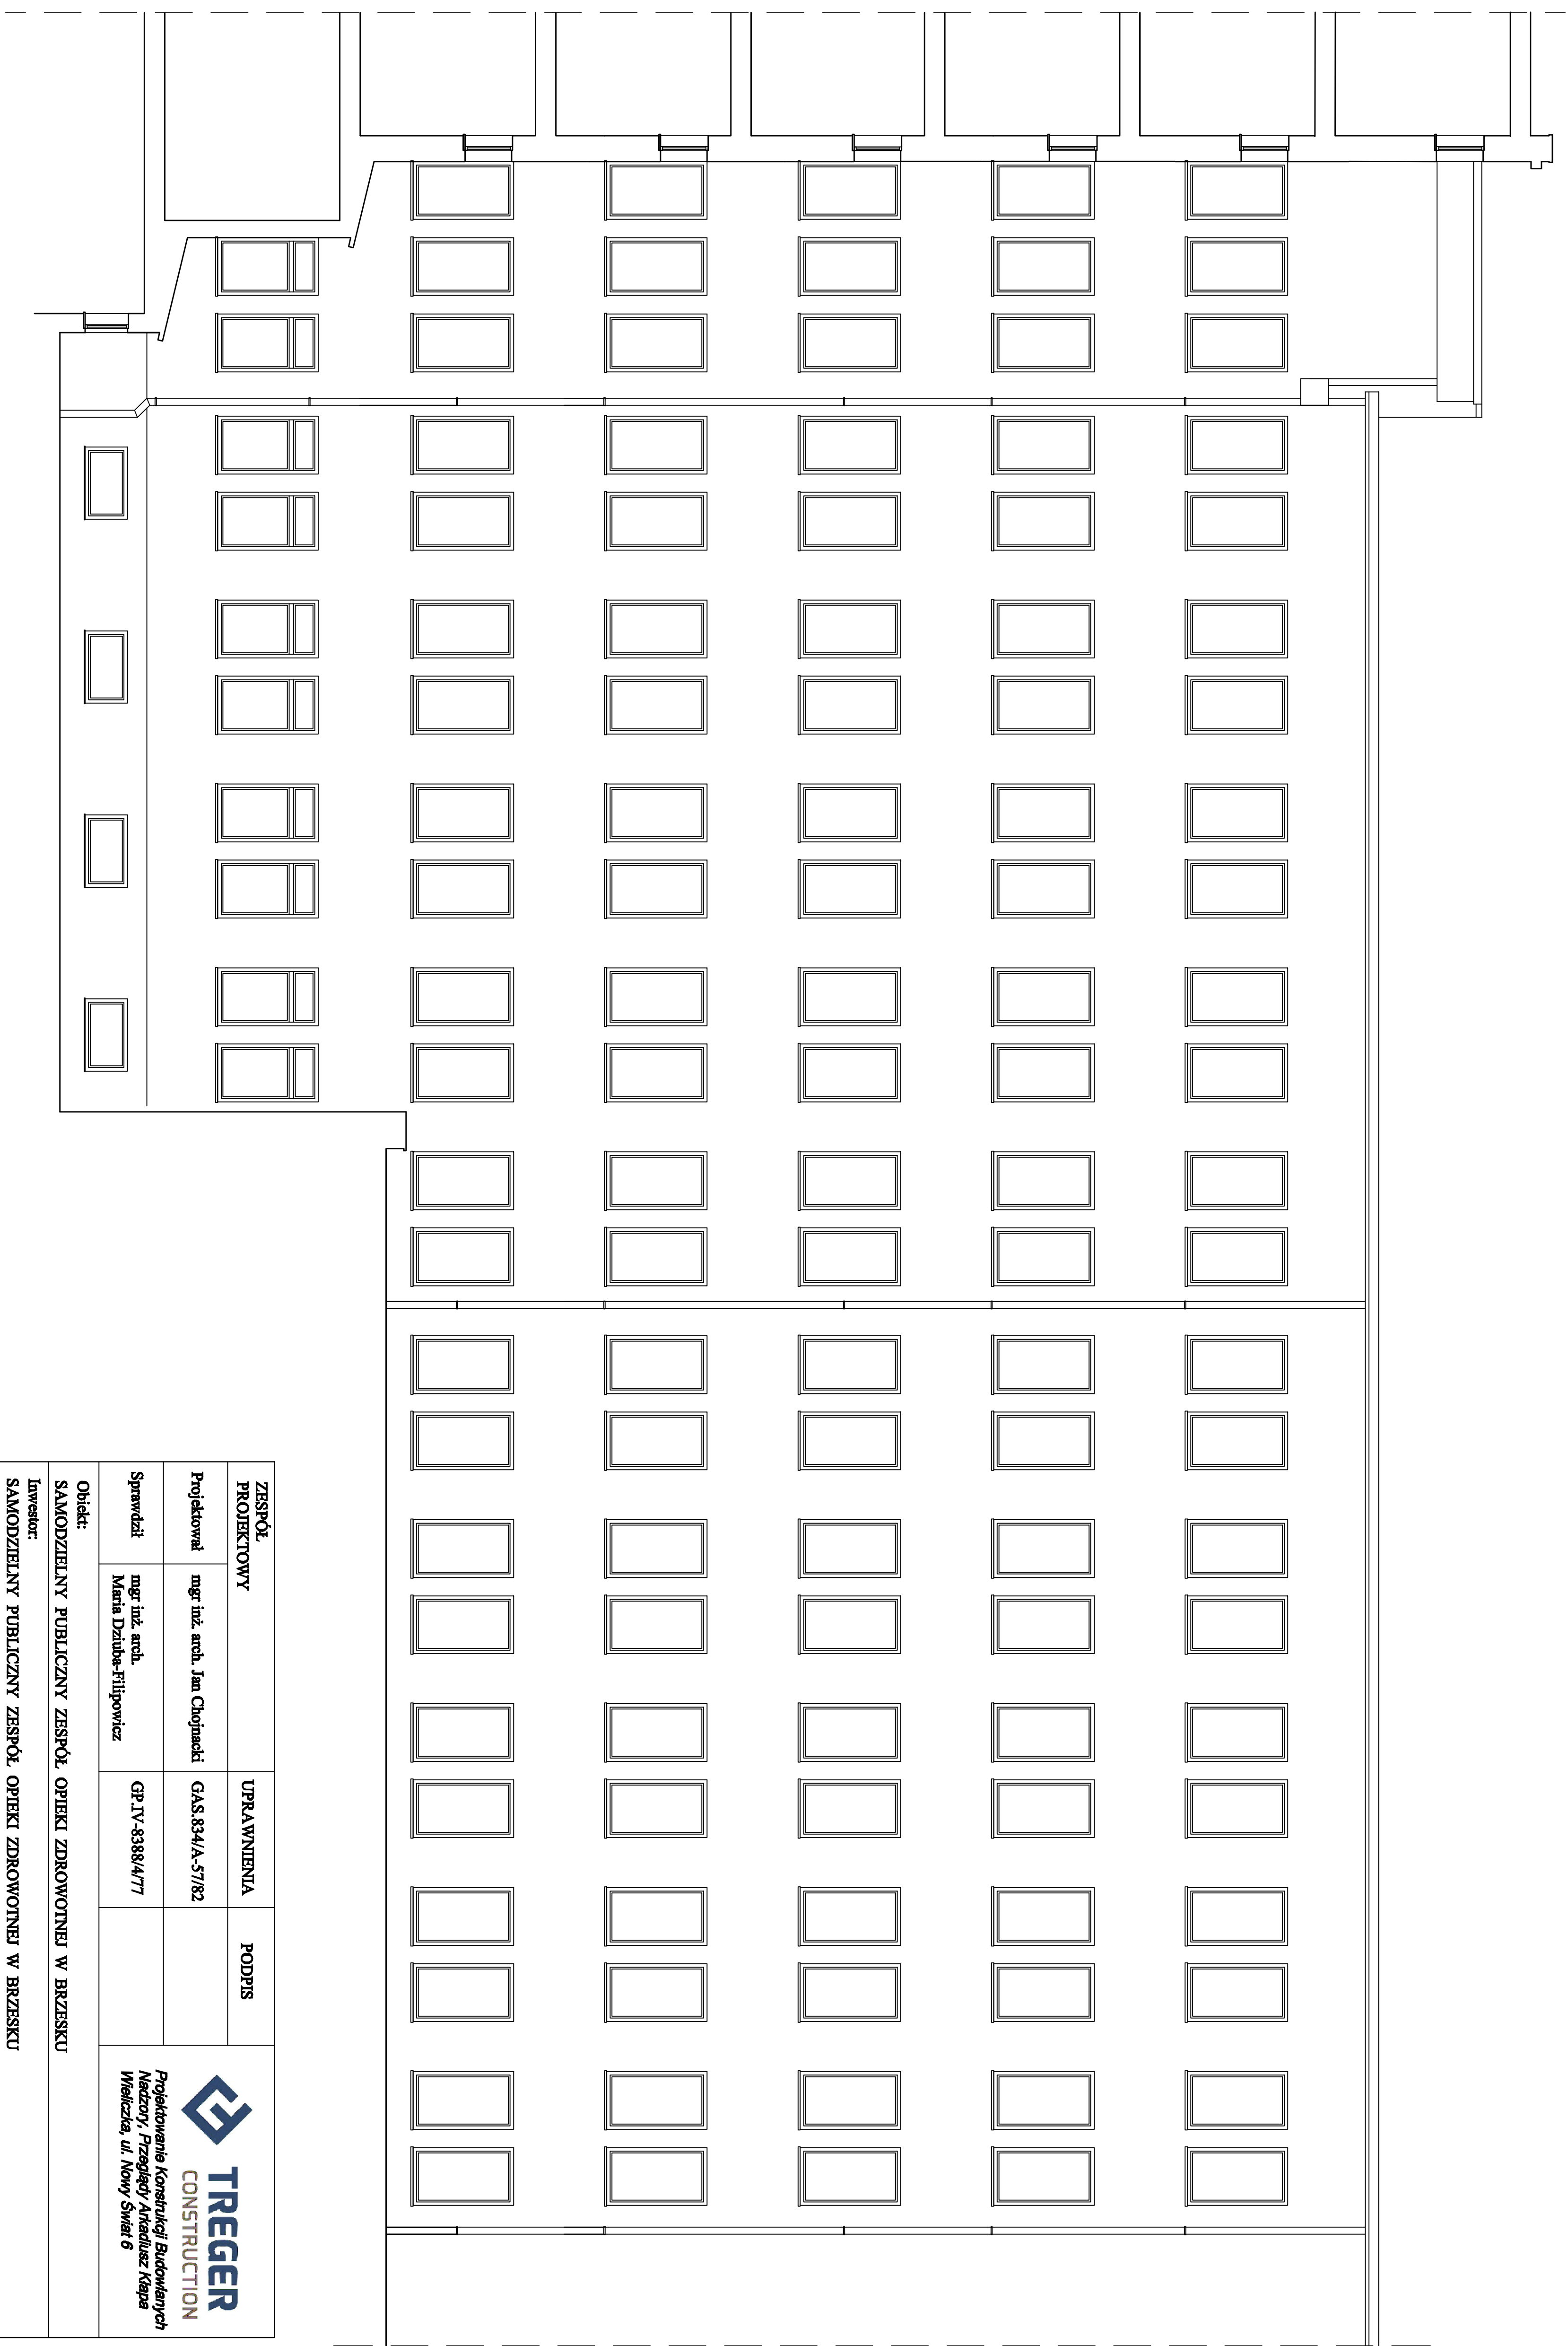 ZESPÓŁ
PROJEKTOWY
UPRAWNIENIA
PODPIS
Projektował
mgr inż. arch. Jan Chojnacki
GAS.834/A-57/82
Sprawdził
mgr inż. arch.
Maria Dziuba-Filipowicz
GP.IV-8388/4/77
TREGER
CONSTRUCTION
Projektowanie Konstrukcji Budowlanych
Nadzory, Przeglądy Arkadiusz Kłapa
Wieliczka, ul. Nowy Świat 6
Obiekt:
SAMODZIELNY PUBLICZNY ZESPÓŁ OPIEKI ZDROWOTNEJ W BRZESKU
Inwestor:
SAMODZIELNY PUBLICZNY ZESPÓŁ OPIEKI ZDROWOTNEJ W BRZESKU